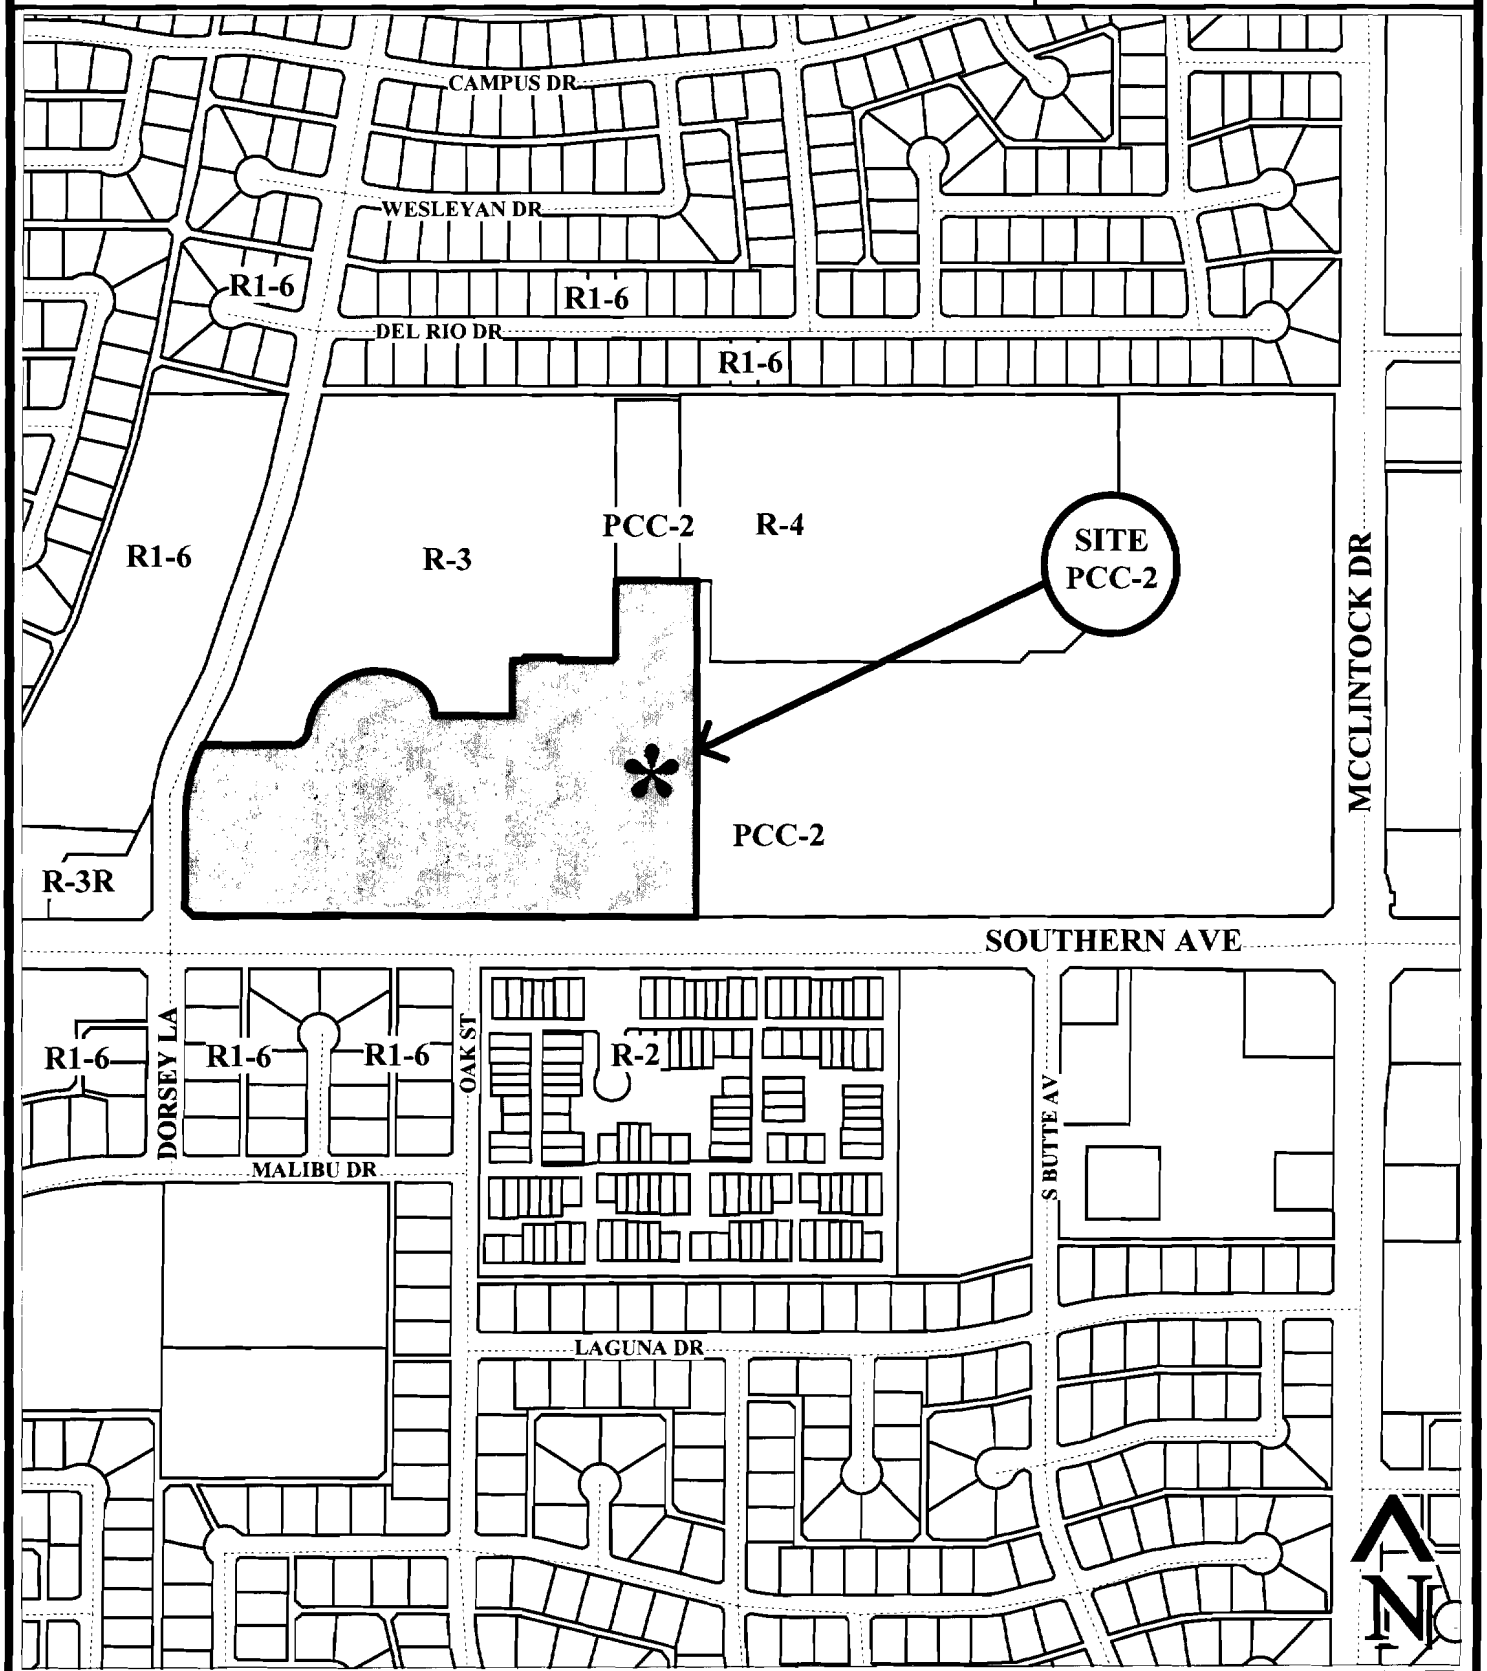 CAMPUS DR
WESLEYAN DR
R1-6
R1-6
DEL RIO DR
R1-6
PCC-2
R-4
SITE
PCC-2
R1-6
R-3
MCCLINTOCK DR
PCC-2
R-3R
SOUTHERN AVE
DORSEY LA
OAK ST
R1-6
R1-6
R1-6
R-2
S BUTTE AV
MALIBU DR
LAGUNA DR
N